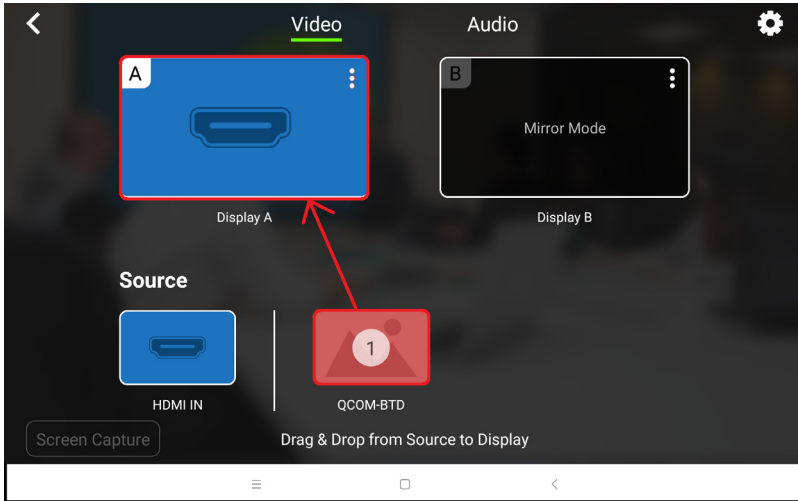 Video
Audio
A
B
Mirror Mode
Display A
Display B
Source
1
HDMI IN
QCOM-BTD
Screen Capture
Drag & Drop from Source to Display